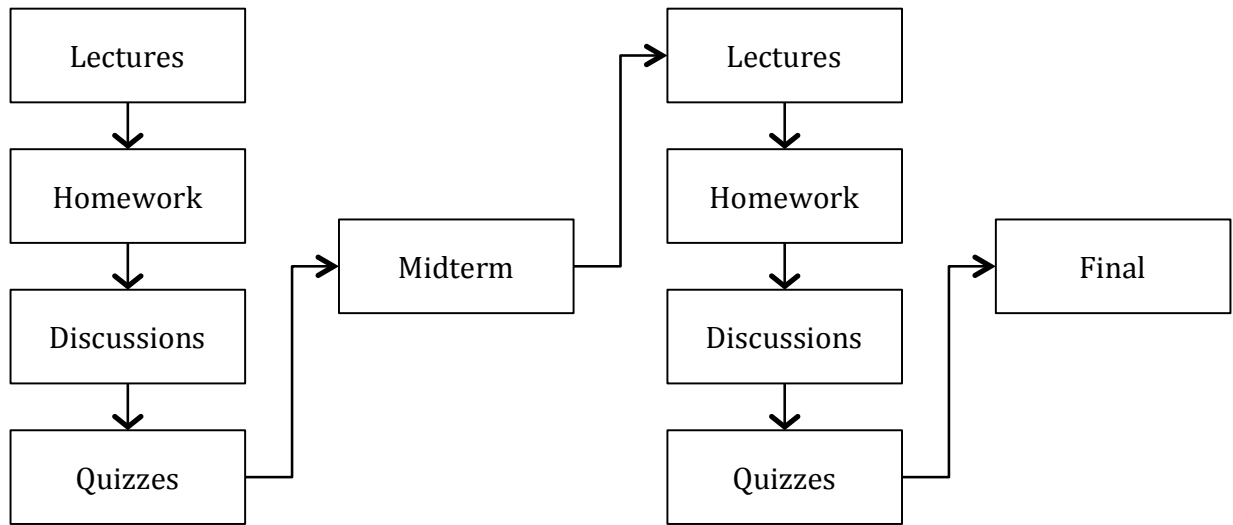 Lectures
Homework
Discussions
Quizzes
Midterm
Lectures
Homework
Discussions
Quizzes
Final